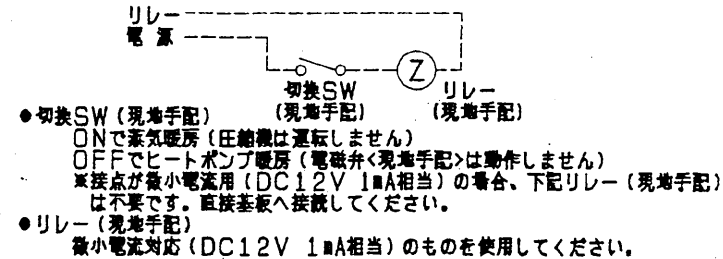 リレー
電源
Z
切換SW リレー
(現地手配) (現地手配)
●切換SW(現地手配)
ONで蒸気暖房(圧縮機は運転しません)
OFFでヒートポンプ暖房(電磁弁<現地手配>は動作しません)
※接点が微小電流用(DC12V 1mA相当)の場合、下記リレー(現地手配)
は不要です。直接基板へ接続してください。
●リレー(現地手配)
微小電流対応(DC12V 1mA相当)のものを使用してください。